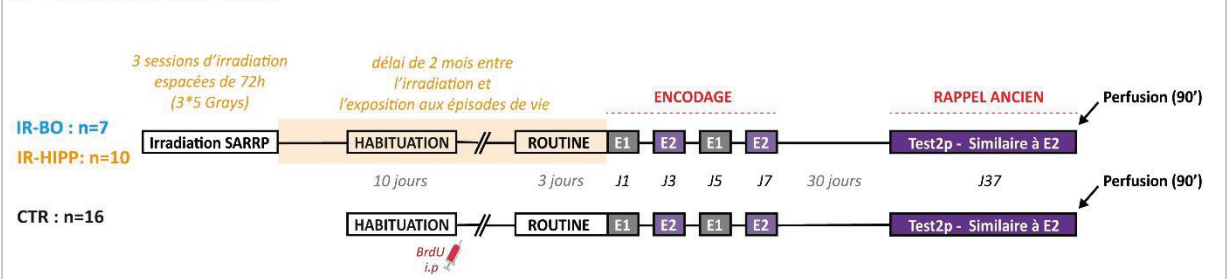 3 sessions d'irradiation
espacées de 72h
(3*5 Grays)
délai de 2 mois entre
l'irradiation et
l'exposition aux épisodes de vie
ENCODAGE
RAPPEL ANCIEN
Perfusion (90')
IR-BO : n=7
IR-HIPP: n=10
Irradiation SARRP
HABITUATION
ROUTINE
E1
E2
E1
E2
Test2p - Similaire à E2
10 jours
3 jours
J1
J3
J5
J7
30 jours
J37
Perfusion (90')
CTR : n=16
HABITUATION
ROUTINE
E1
E2
E1
E2
Test2p - Similaire à E2
BrdU
i.p